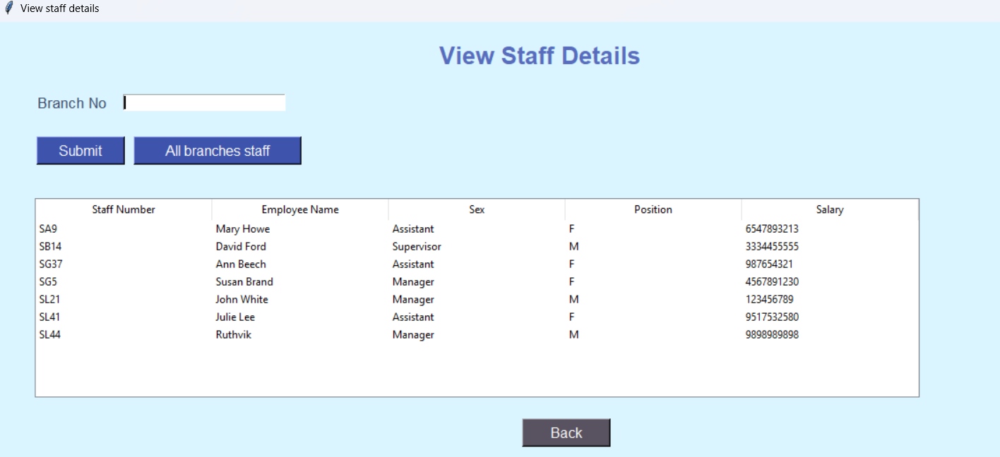 View staff details
View Staff Details
Branch No
Submit All branches staff
Staff Number Employee Name Sex Position Salary
SA9 Mary Howe Assistant F 6547893213
SB14 David Ford Supervisor M 3334455555
SG37 Ann Beech Assistant F 987654321
SG5 Susan Brand Manager F 4567891230
SL21 John White Manager M 123456789
SL41 Julie Lee Assistant F 9517532580
SL44 Ruthvik Manager M 9898989898
Back